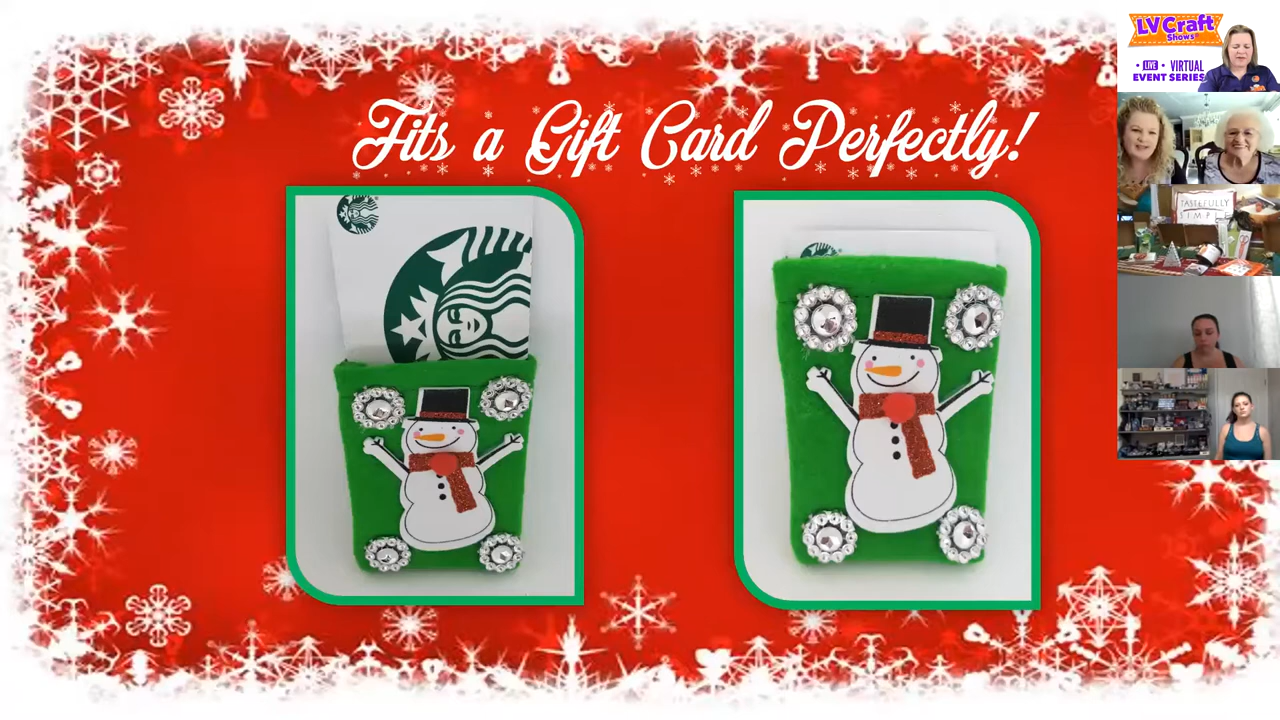 Fits a Gift Card Perfectly!
LV Craft
Shows
• LIVE • VIRTUAL
EVENT SERIES
TASTEFULLY
SIMPLE